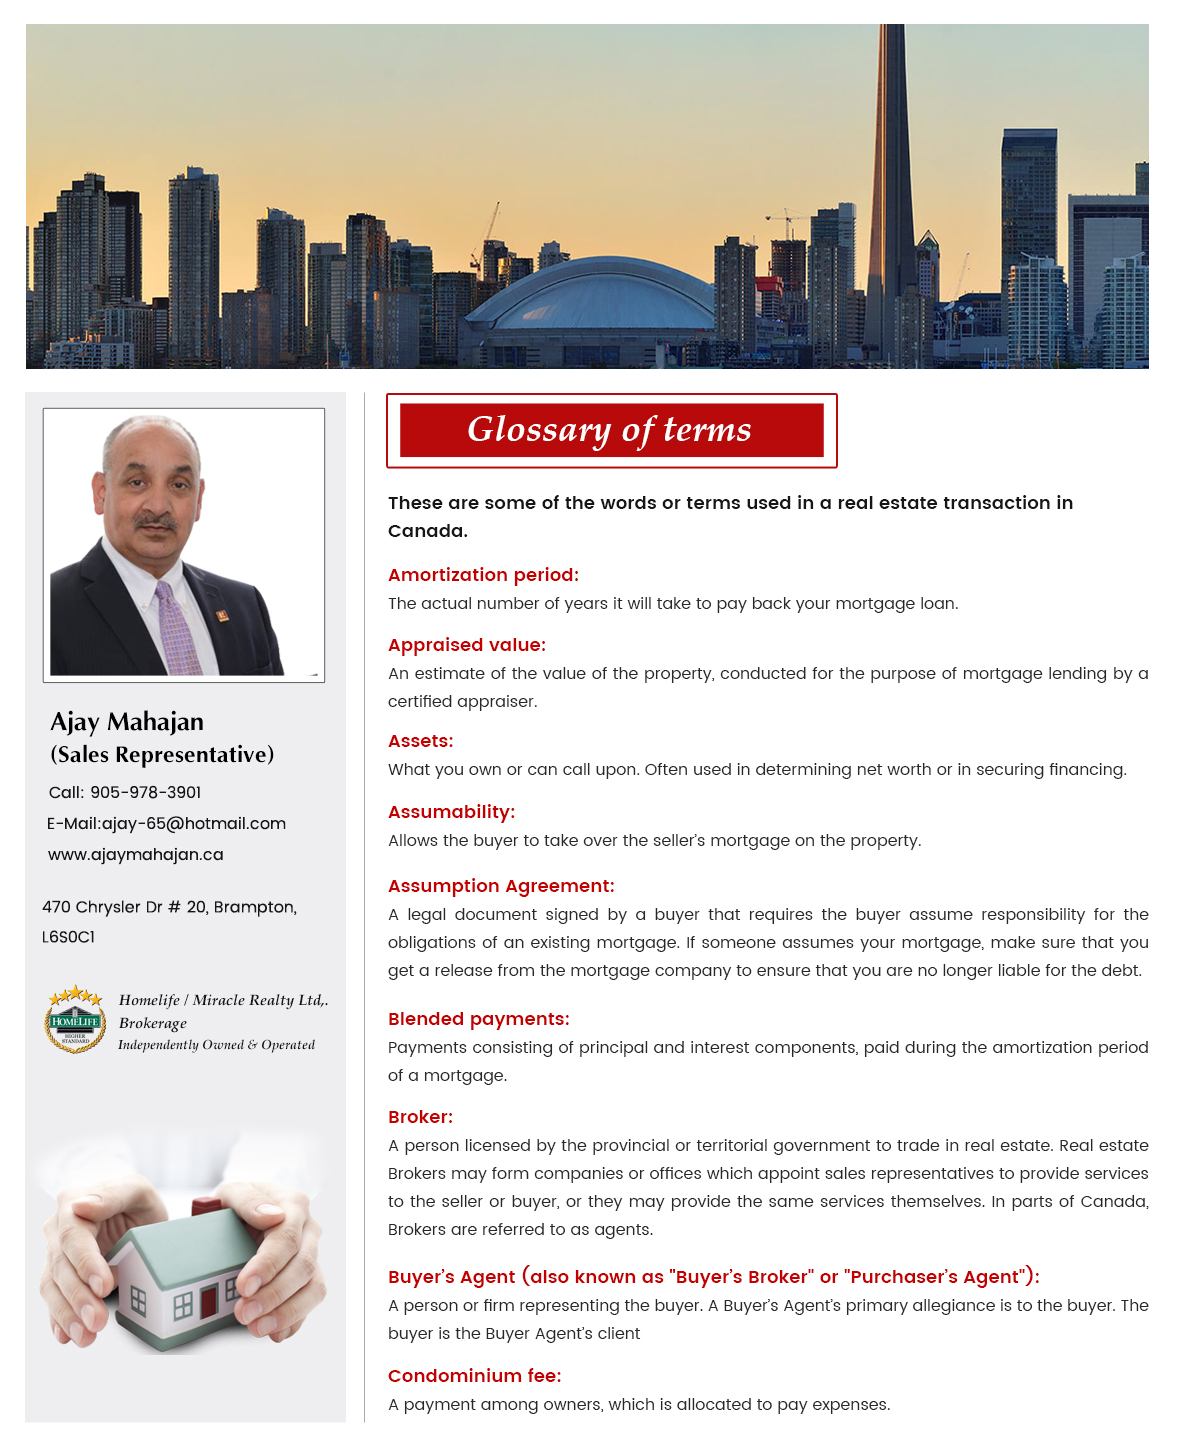 Glossary of terms
These are some of the words or terms used in a real estate transaction in
Canada.
Amortization period:
The actual number of years it will take to pay back your mortgage loan.
Appraised value:
An estimate of the value of the property, conducted for the purpose of mortgage lending by a
certified appraiser.
Assets:
What you own or can call upon. Often used in determining net worth or in securing financing.
Assumability:
Allows the buyer to take over the seller’s mortgage on the property.
Assumption Agreement:
A legal document signed by a buyer that requires the buyer assume responsibility for the
obligations of an existing mortgage. If someone assumes your mortgage, make sure that you
get a release from the mortgage company to ensure that you are no longer liable for the debt.
Blended payments:
Payments consisting of principal and interest components, paid during the amortization period
of a mortgage.
Broker:
A person licensed by the provincial or territorial government to trade in real estate. Real estate
Brokers may form companies or offices which appoint sales representatives to provide services
to the seller or buyer, or they may provide the same services themselves. In parts of Canada,
Brokers are referred to as agents.
Buyer’s Agent (also known as "Buyer’s Broker" or "Purchaser’s Agent"):
A person or firm representing the buyer. A Buyer’s Agent’s primary allegiance is to the buyer. The
buyer is the Buyer Agent’s client
Condominium fee:
A payment among owners, which is allocated to pay expenses.
Ajay Mahajan
(Sales Representative)
Call: 905-978-3901
E-Mail:ajay-65@hotmail.com
www.ajaymahajan.ca
470 Chrysler Dr # 20, Brampton,
L6S0C1
HOMELIFE
HIGHER
STANDARD
Homelife / Miracle Realty Ltd,.
Brokerage
Independently Owned & Operated